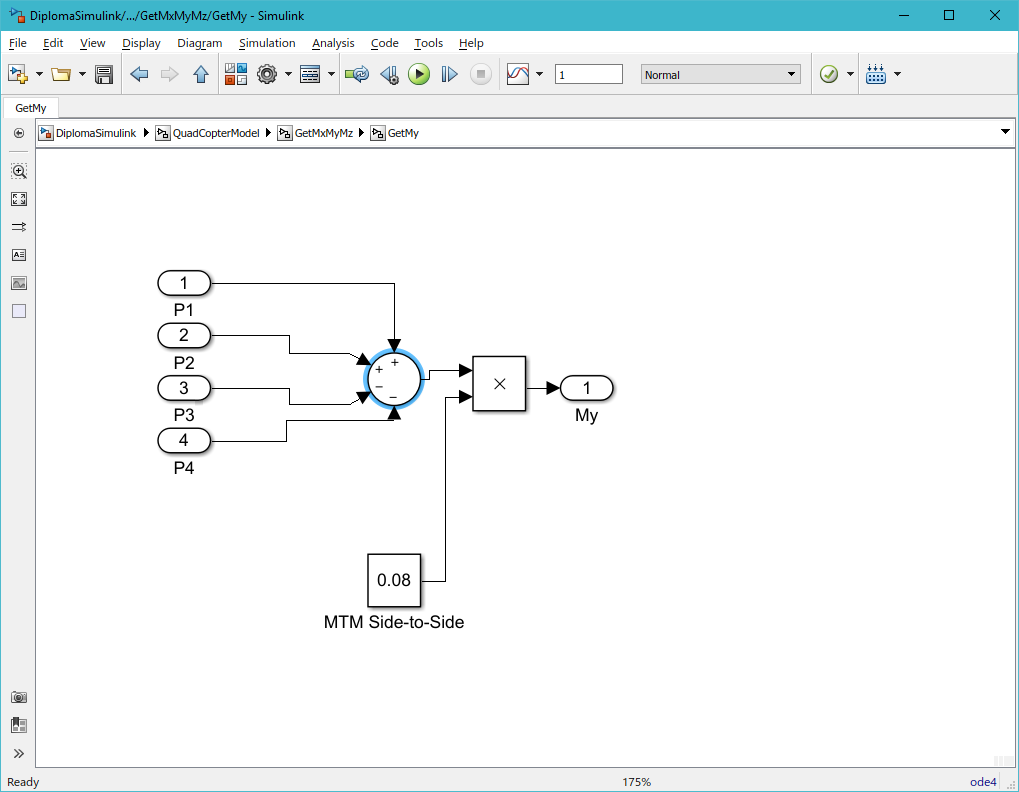 DiplomaSimulink/.../GetMxMyMz/GetMy - Simulink
File Edit View Display Diagram Simulation Analysis Code Tools Help
1 Normal
GetMy
DiplomaSimulink QuadCopterModel GetMxMyMz GetMy
1
P1
2
P2
3
P3
4
P4
+
+
−
−
×
1
My
0.08
MTM Side-to-Side
Ready 175% ode4